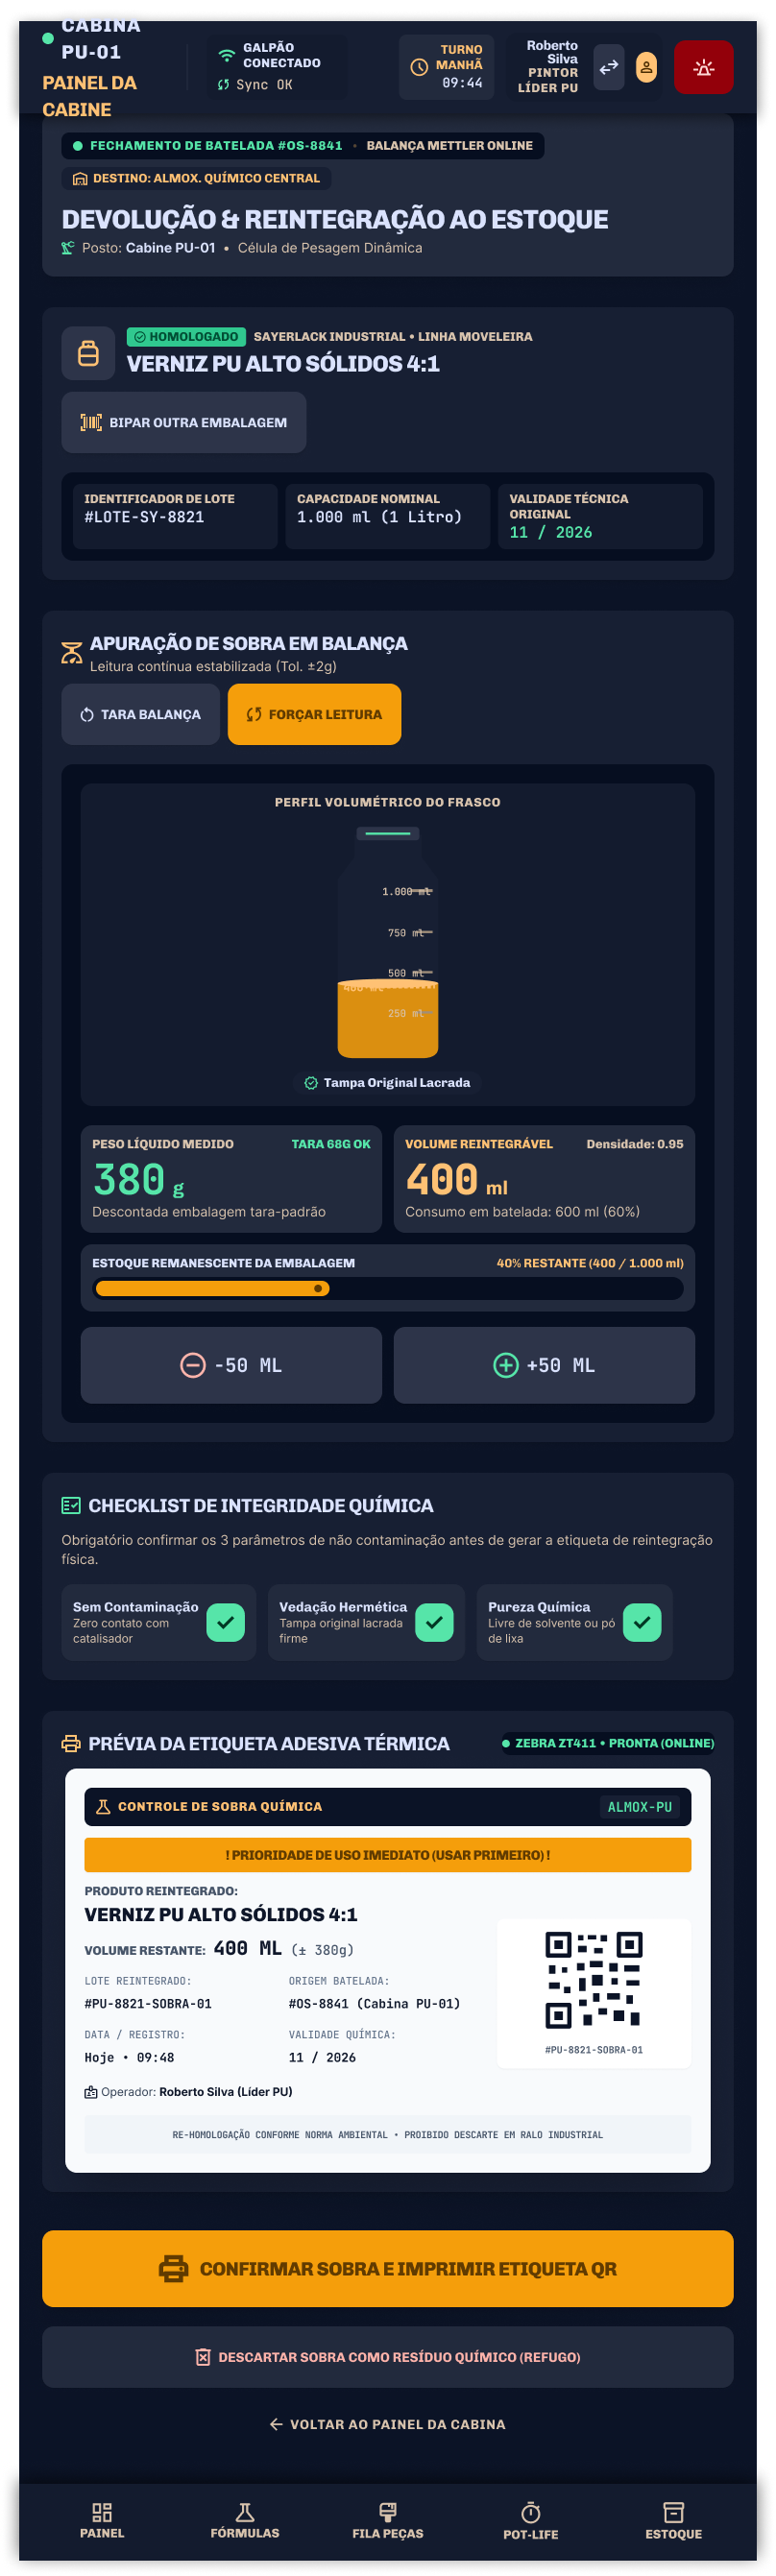 CABINA
PU-01
PAINEL DA
CABINE
GALPÃO
CONECTADO
Sync OK
TURNO
MANHÃ
09:44
Roberto
Silva
PINTOR
LÍDER PU
FECHAMENTO DE BATELADA #OS-8841 • BALANÇA METTLER ONLINE
DESTINO: ALMOX. QUÍMICO CENTRAL
DEVOLUÇÃO & REINTEGRAÇÃO AO ESTOQUE
Posto: Cabine PU-01 • Célula de Pesagem Dinâmica
HOMOLOGADO SAYERLACK INDUSTRIAL • LINHA MOVELEIRA
VERNIZ PU ALTO SÓLIDOS 4:1
BIPAR OUTRA EMBALAGEM
IDENTIFICADOR DE LOTE
#LOTE-SY-8821
CAPACIDADE NOMINAL
1.000 ml (1 Litro)
VALIDADE TÉCNICA
ORIGINAL
11 / 2026
APURAÇÃO DE SOBRA EM BALANÇA
Leitura contínua estabilizada (Tol. ±2g)
TARA BALANÇA
FORÇAR LEITURA
PERFIL VOLUMÉTRICO DO FRASCO
1.000 ml
750 ml
500 ml
400 ml
250 ml
Tampa Original Lacrada
PESO LÍQUIDO MEDIDO TARA 68G OK
380 g
Descontada embalagem tara-padrão
VOLUME REINTEGRÁVEL Densidade: 0.95
400 ml
Consumo em batelada: 600 ml (60%)
ESTOQUE REMANESCENTE DA EMBALAGEM 40% RESTANTE (400 / 1.000 ml)
-50 ML
+50 ML
CHECKLIST DE INTEGRIDADE QUÍMICA
Obrigatório confirmar os 3 parâmetros de não contaminação antes de gerar a etiqueta de reintegração
física.
Sem Contaminação
Zero contato com
catalisador
Vedação Hermética
Tampa original lacrada
firme
Pureza Química
Livre de solvente ou pó
de lixa
PRÉVIA DA ETIQUETA ADESIVA TÉRMICA
ZEBRA ZT411 • PRONTA (ONLINE)
CONTROLE DE SOBRA QUÍMICA
ALMOX-PU
! PRIORIDADE DE USO IMEDIATO (USAR PRIMEIRO) !
PRODUTO REINTEGRADO:
VERNIZ PU ALTO SÓLIDOS 4:1
VOLUME RESTANTE: 400 ML (± 380g)
LOTE REINTEGRADO:
#PU-8821-SOBRA-01
ORIGEM BATELADA:
#OS-8841 (Cabina PU-01)
DATA / REGISTRO:
Hoje • 09:48
VALIDADE QUÍMICA:
11 / 2026
#PU-8821-SOBRA-01
Operador: Roberto Silva (Líder PU)
RE-HOMOLOGAÇÃO CONFORME NORMA AMBIENTAL • PROIBIDO DESCARTE EM RALO INDUSTRIAL
CONFIRMAR SOBRA E IMPRIMIR ETIQUETA QR
DESCARTAR SOBRA COMO RESÍDUO QUÍMICO (REFUGO)
VOLTAR AO PAINEL DA CABINA
PAINEL
FÓRMULAS
FILA PEÇAS
POT-LIFE
ESTOQUE